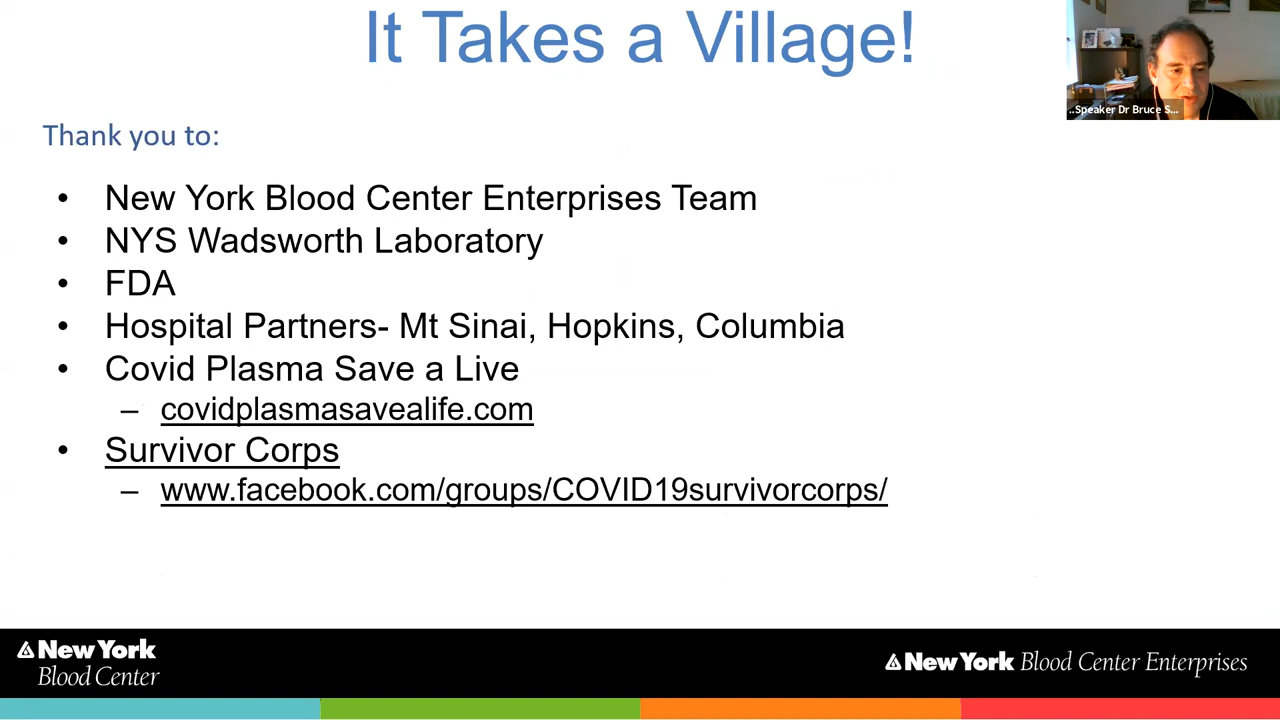 It Takes a Village!
..Speaker Dr Bruce S...
Thank you to:
• New York Blood Center Enterprises Team
• NYS Wadsworth Laboratory
• FDA
• Hospital Partners- Mt Sinai, Hopkins, Columbia
• Covid Plasma Save a Live
– covidplasmasavealife.com
• Survivor Corps
– www.facebook.com/groups/COVID19survivorcorps/
New York
Blood Center
New York Blood Center Enterprises